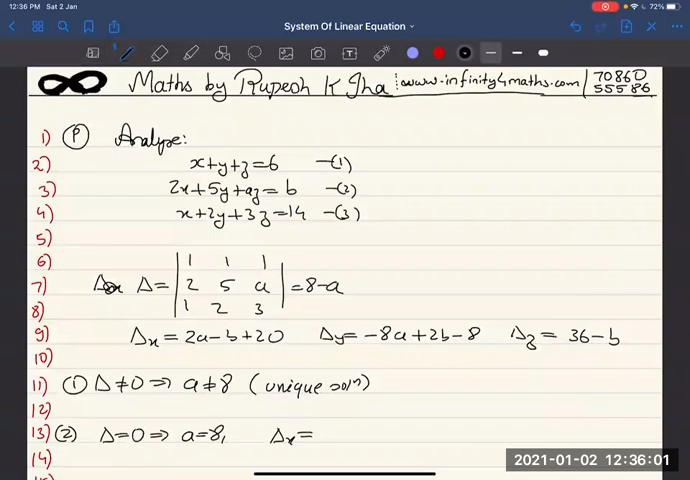 12:36 PM Sat 2 Jan
72%
System Of Linear Equation
Maths by Rupesh K Jha www.infinity4maths.com 70860 55586
1) (P) Analyse:
2) x+y+z=6 —(1)
3) 2x+5y+az=b —(2)
4) x+2y+3z=14 —(3)
5)
6) 1 1 1
7) Δ= 2 5 a =8-a
8) 1 2 3
9) Δx=2a-b+20 Δy=-8a+2b-8 Δz=36-b
10)
11) (1) Δ≠0 ⇒ a≠8 (unique soln)
12)
13) (2) Δ=0 ⇒ a=8, Δx=
14)
2021-01-02 12:36:01